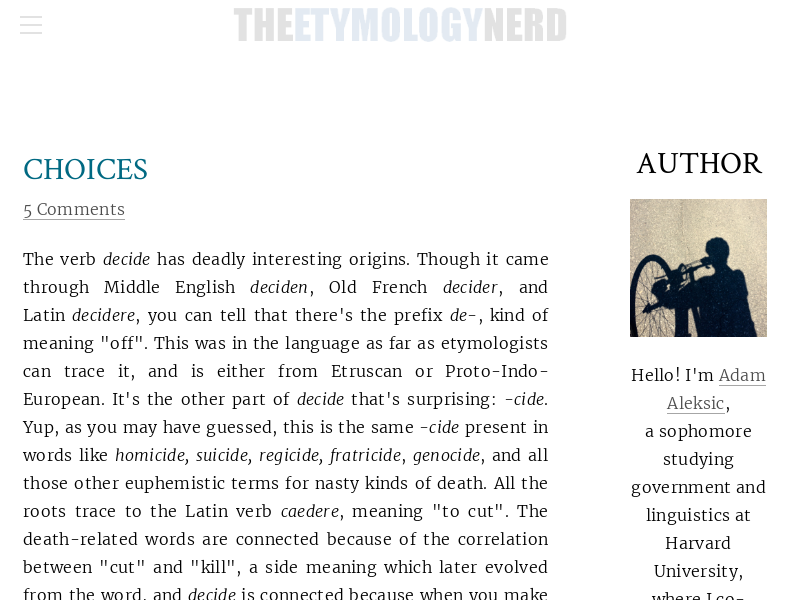 THEETYMOLOGYNERD
CHOICES
5 Comments
The verb decide has deadly interesting origins. Though it came
through Middle English deciden, Old French decider, and
Latin decidere, you can tell that there's the prefix de-, kind of
meaning "off". This was in the language as far as etymologists
can trace it, and is either from Etruscan or Proto-Indo-
European. It's the other part of decide that's surprising: -cide.
Yup, as you may have guessed, this is the same -cide present in
words like homicide, suicide, regicide, fratricide, genocide, and all
those other euphemistic terms for nasty kinds of death. All the
roots trace to the Latin verb caedere, meaning "to cut". The
death-related words are connected because of the correlation
between "cut" and "kill", a side meaning which later evolved
from the word, and decide is connected because when you make
AUTHOR
Hello! I'm Adam
Aleksic,
a sophomore
studying
government and
linguistics at
Harvard
University,
where I co-